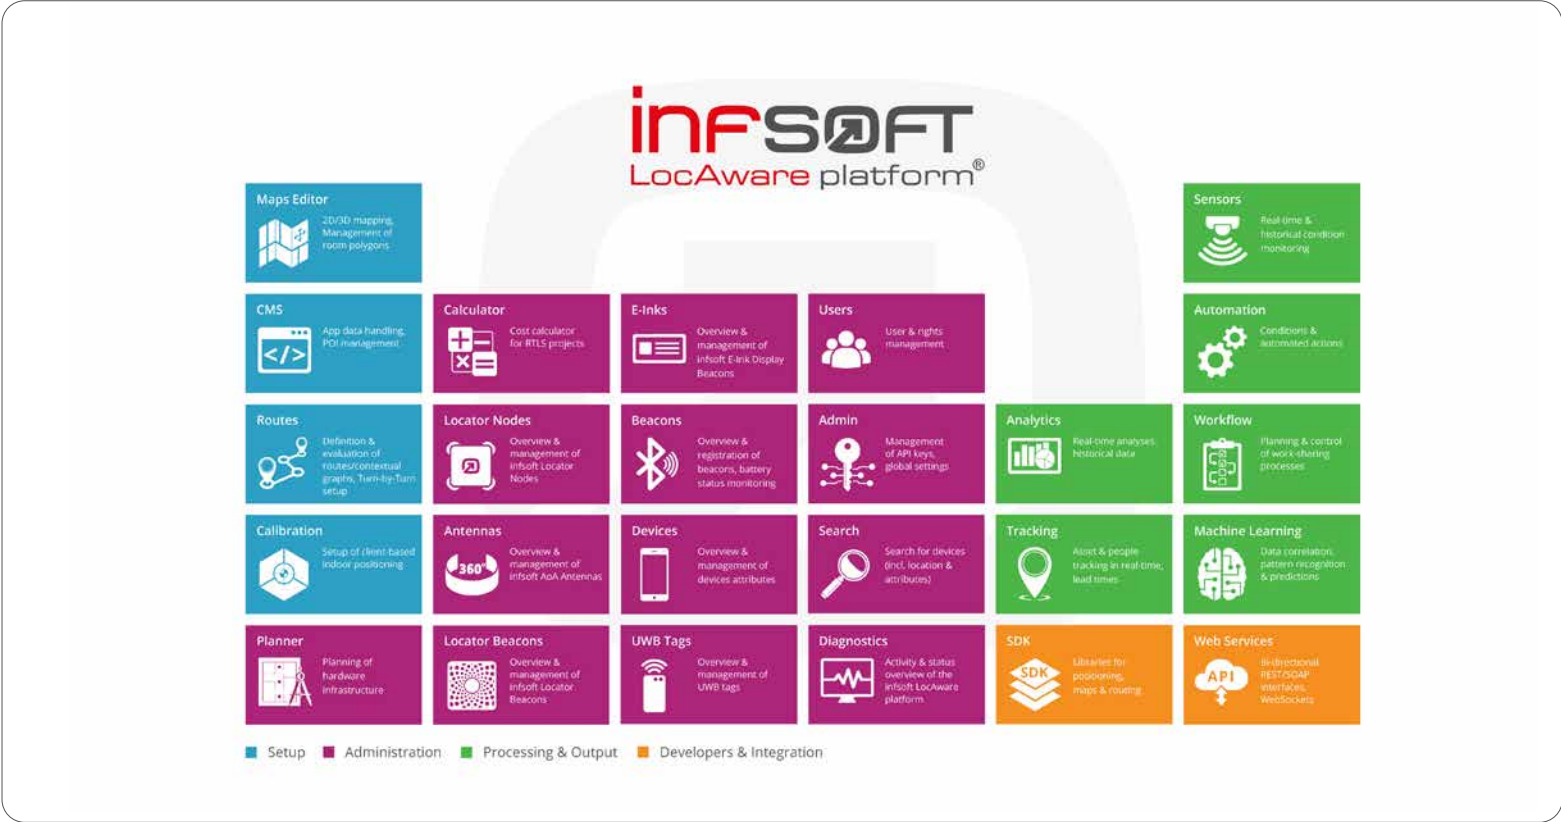 infsoft
LocAware platform®
Maps Editor
2D/3D mapping,
Management of
room polygons
Sensors
Real-time &
historical condition
monitoring
CMS
App data handling,
POI management
</>
Calculator
Cost calculator
for RTLS projects
E-Inks
Overview &
management of
infsoft E-Ink Display
Beacons
Users
User & rights
management
Automation
Conditions &
automated actions
Routes
Definition &
evaluation of
routes/contextual
graphs, Turn-by-Turn
setup
Locator Nodes
Overview &
management of
infsoft Locator
Nodes
Beacons
Overview &
registration of
beacons, battery
status monitoring
Admin
Management
of API keys,
global settings
Analytics
Real-time analyses,
historical data
Workflow
Planning & control
of work-sharing
processes
Calibration
Setup of client-based
indoor positioning
Antennas
360°
Overview &
management of
infsoft AoA Antennas
Devices
Overview &
management of
devices attributes
Search
Search for devices
(incl. location &
attributes)
Tracking
Asset & people
tracking in real-time,
lead times
Machine Learning
Data correlation,
pattern recognition
& predictions
Planner
Planning of
hardware
infrastructure
Locator Beacons
Overview &
management of
infsoft Locator
Beacons
UWB Tags
Overview &
management of
UWB tags
Diagnostics
Activity & status
overview of the
infsoft LocAware
platform
SDK
SDK
Libraries for
positioning,
maps & routing
Web Services
API
Bi-directional
REST/SOAP
interfaces,
WebSockets
Setup
Administration
Processing & Output
Developers & Integration